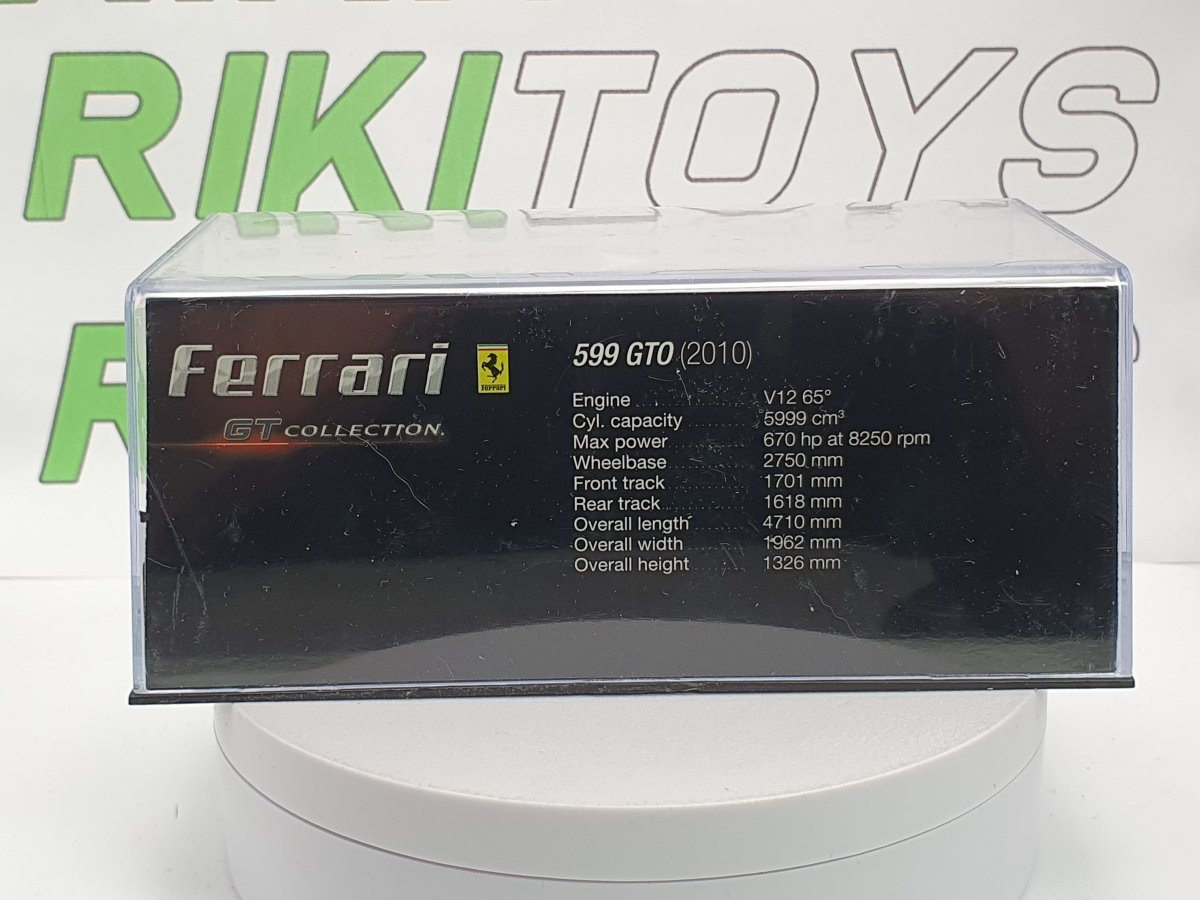 RIKITOYS
Ferrari
GT COLLECTION.
Ferrari
599 GTO (2010)
Engine V12 65°
Cyl. capacity 5999 cm³
Max power 670 hp at 8250 rpm
Wheelbase 2750 mm
Front track 1701 mm
Rear track 1618 mm
Overall length 4710 mm
Overall width 1962 mm
Overall height 1326 mm